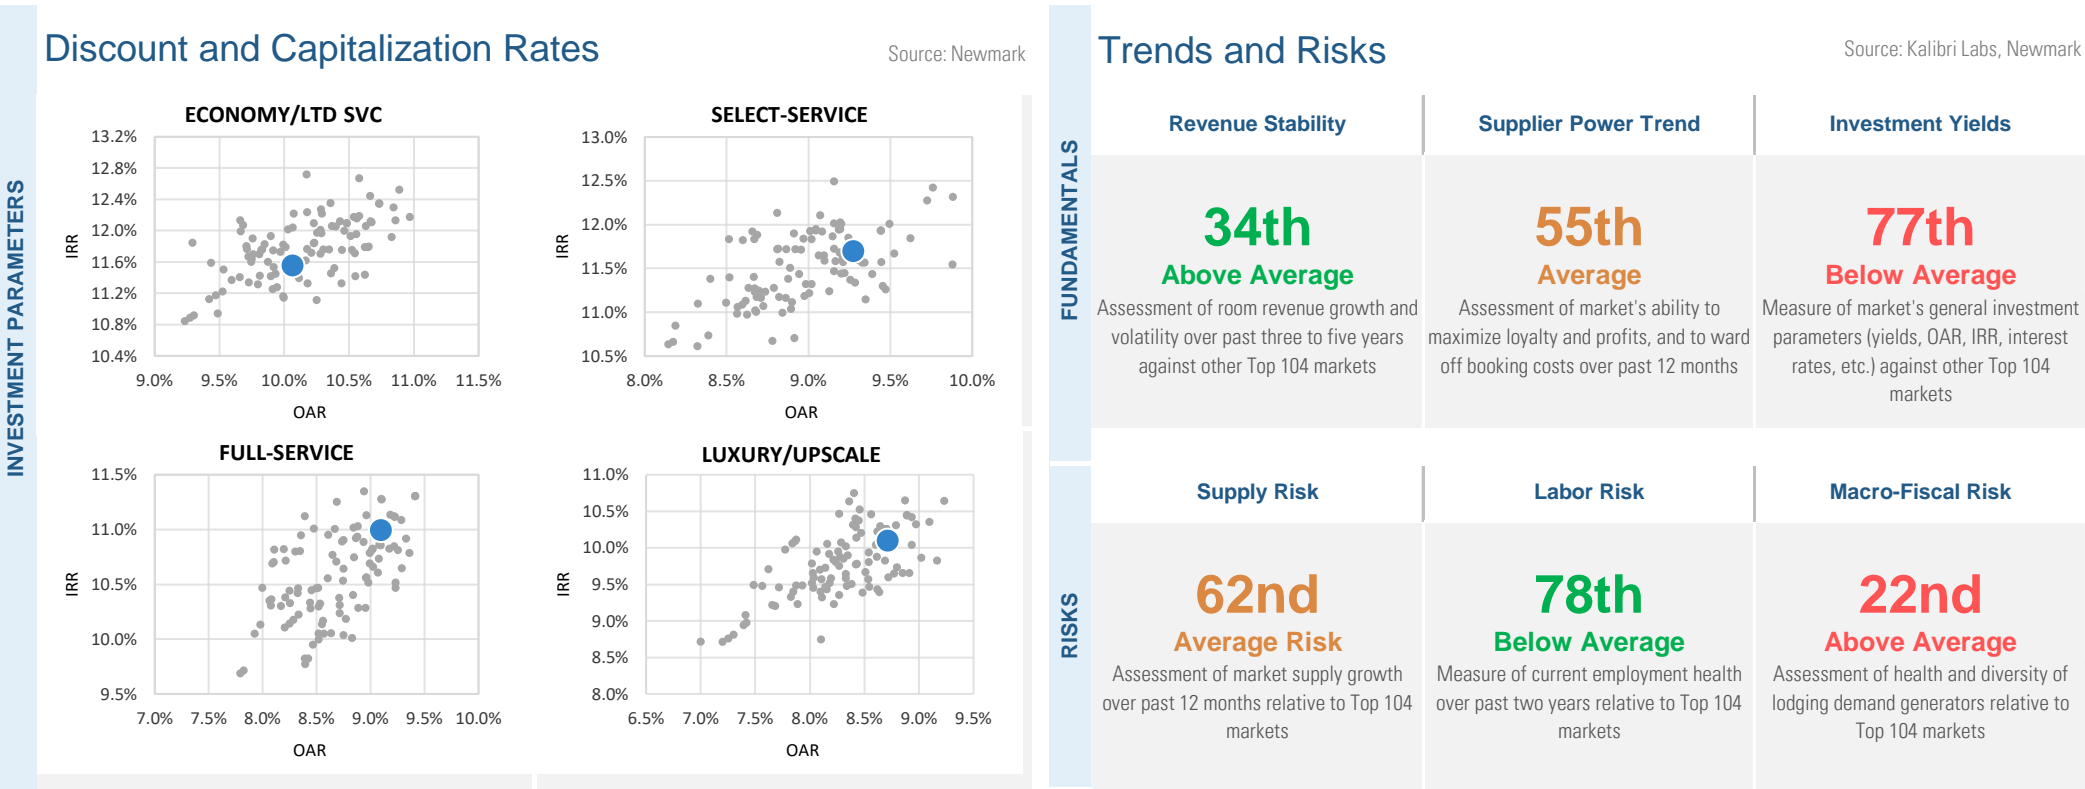 INVESTMENT PARAMETERS
Discount and Capitalization Rates
Source: Newmark
ECONOMY/LTD SVC
13.2%
12.8%
12.4%
12.0%
11.6%
11.2%
10.8%
10.4%
IRR
9.0% 9.5% 10.0% 10.5% 11.0% 11.5%
OAR
SELECT-SERVICE
13.0%
12.5%
12.0%
11.5%
11.0%
10.5%
IRR
8.0% 8.5% 9.0% 9.5% 10.0%
OAR
FULL-SERVICE
11.5%
11.0%
10.5%
10.0%
9.5%
IRR
7.0% 7.5% 8.0% 8.5% 9.0% 9.5% 10.0%
OAR
LUXURY/UPSCALE
11.0%
10.5%
10.0%
9.5%
9.0%
8.5%
8.0%
IRR
6.5% 7.0% 7.5% 8.0% 8.5% 9.0% 9.5%
OAR
Trends and Risks
Source: Kalibri Labs, Newmark
FUNDAMENTALS
Revenue Stability
34th
Above Average
Assessment of room revenue growth and
volatility over past three to five years
against other Top 104 markets
Supplier Power Trend
55th
Average
Assessment of market's ability to
maximize loyalty and profits, and to ward
off booking costs over past 12 months
Investment Yields
77th
Below Average
Measure of market's general investment
parameters (yields, OAR, IRR, interest
rates, etc.) against other Top 104
markets
RISKS
Supply Risk
62nd
Average Risk
Assessment of market supply growth
over past 12 months relative to Top 104
markets
Labor Risk
78th
Below Average
Measure of current employment health
over past two years relative to Top 104
markets
Macro-Fiscal Risk
22nd
Above Average
Assessment of health and diversity of
lodging demand generators relative to
Top 104 markets